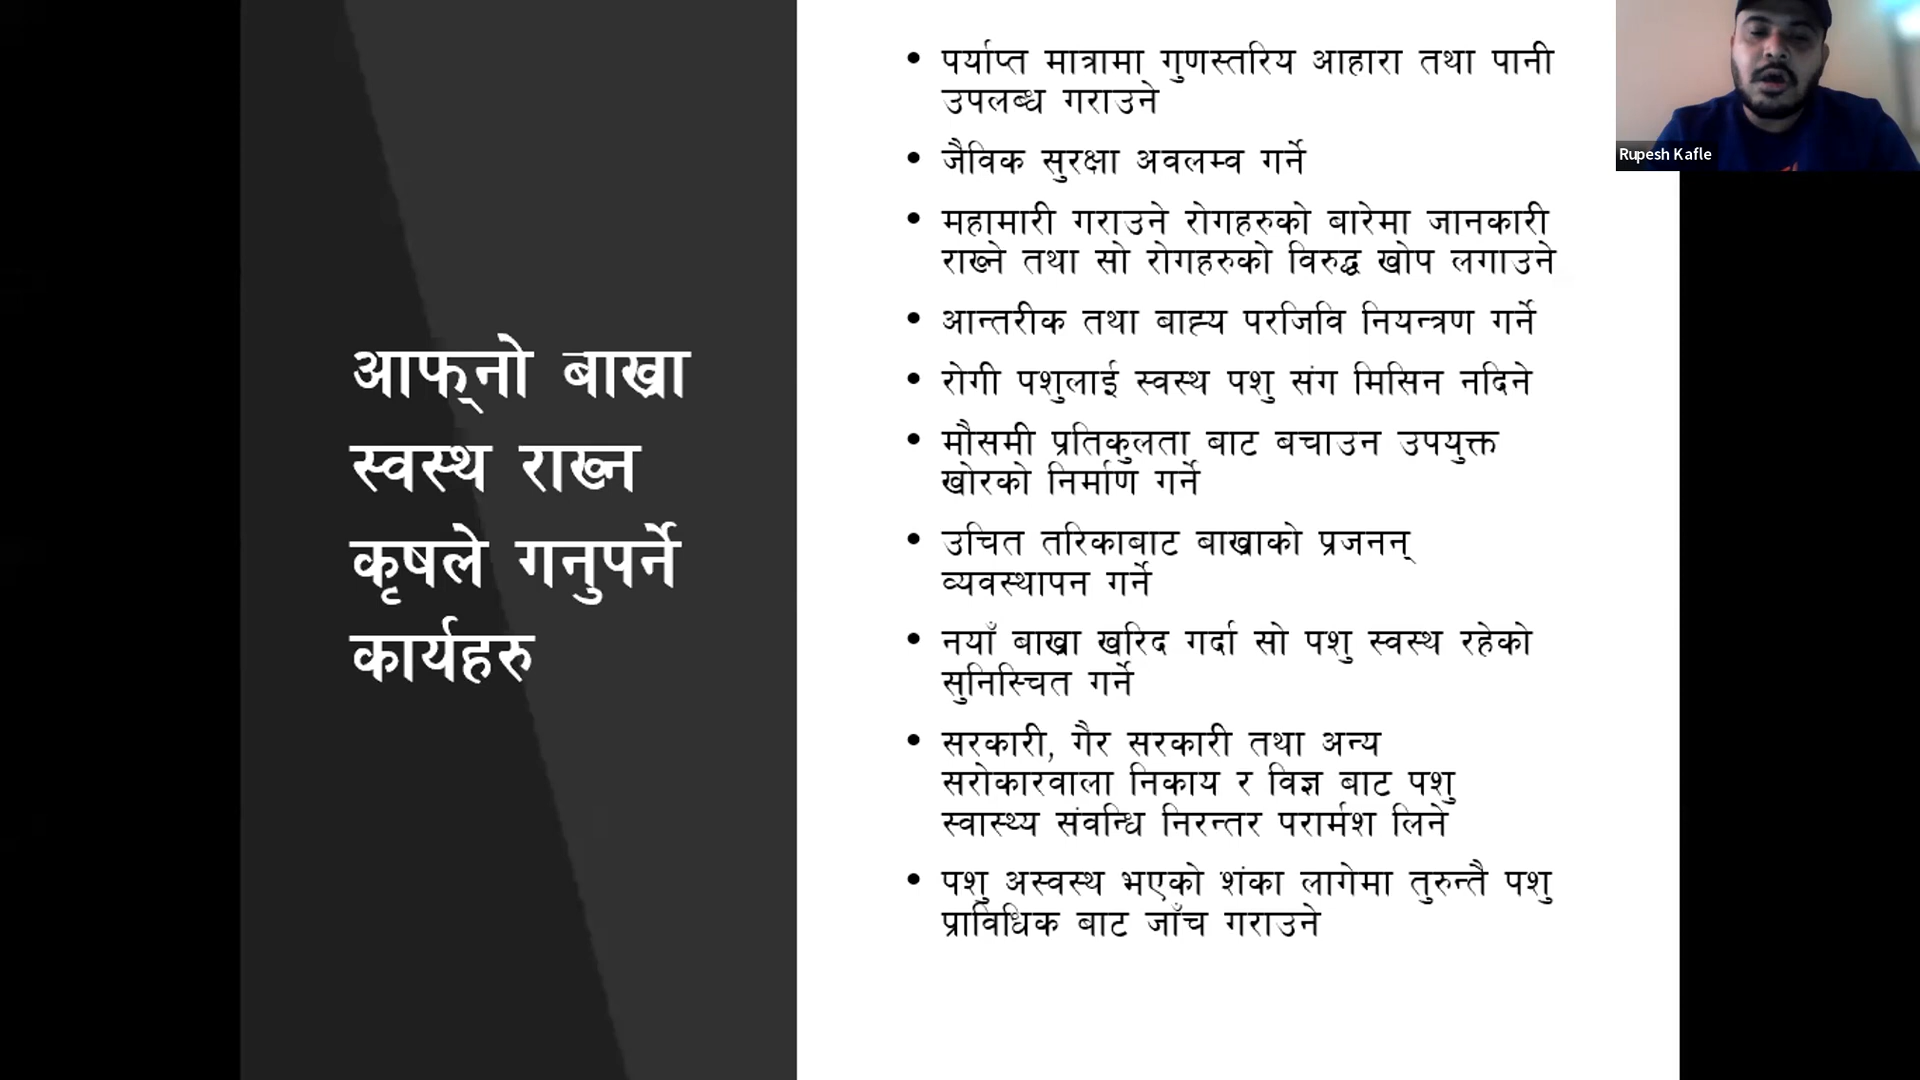 आफ्नो बाख्रा
स्वस्थ राख्न
कृषले गनुपर्ने
कार्यहरु
• पर्याप्त मात्रामा गुणस्तरिय आहारा तथा पानी
उपलब्ध गराउने
• जैविक सुरक्षा अवलम्व गर्ने
• महामारी गराउने रोगहरुको बारेमा जानकारी
राख्ने तथा सो रोगहरुको विरुद्ध खोप लगाउने
• आन्तरीक तथा बाह्य परजिवि नियन्त्रण गर्ने
• रोगी पशुलाई स्वस्थ पशु संग मिसिन नदिने
• मौसमी प्रतिकुलता बाट बचाउन उपयुक्त
खोरको निर्माण गर्ने
• उचित तरिकाबाट बाख्राको प्रजनन्
व्यवस्थापन गर्ने
• नयाँ बाख्रा खरिद गर्दा सो पशु स्वस्थ रहेको
सुनिस्चित गर्ने
• सरकारी, गैर सरकारी तथा अन्य
सरोकारवाला निकाय र विज्ञ बाट पशु
स्वास्थ्य संवन्धि निरन्तर परार्मश लिने
• पशु अस्वस्थ भएको शंका लागेमा तुरुन्तै पशु
प्राविधिक बाट जाँच गराउने
Rupesh Kafle